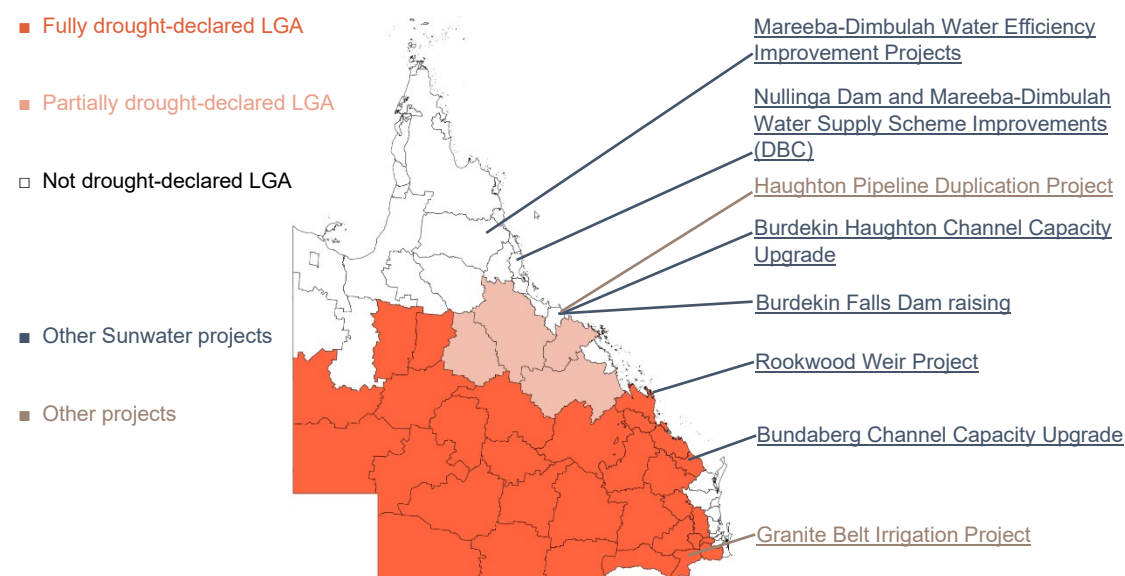 Fully drought-declared LGA
Partially drought-declared LGA
Not drought-declared LGA
Other Sunwater projects
Other projects
Mareeba-Dimbulah Water Efficiency
Improvement Projects
Nullinga Dam and Mareeba-Dimbulah
Water Supply Scheme Improvements
(DBC)
Haughton Pipeline Duplication Project
Burdekin Haughton Channel Capacity
Upgrade
Burdekin Falls Dam raising
Rookwood Weir Project
Bundaberg Channel Capacity Upgrade
Granite Belt Irrigation Project